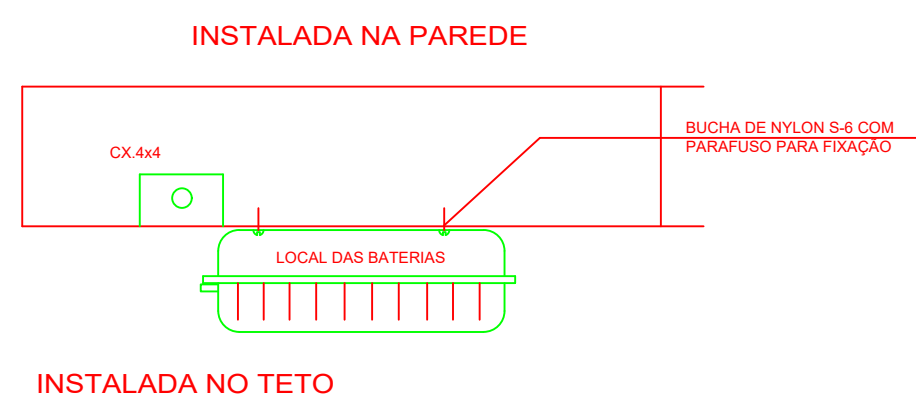 INSTALADA NA PAREDE
BUCHA DE NYLON S-6 COM
PARAFUSO PARA FIXAÇÃO
CX.4x4
LOCAL DAS BATERIAS
INSTALADA NO TETO